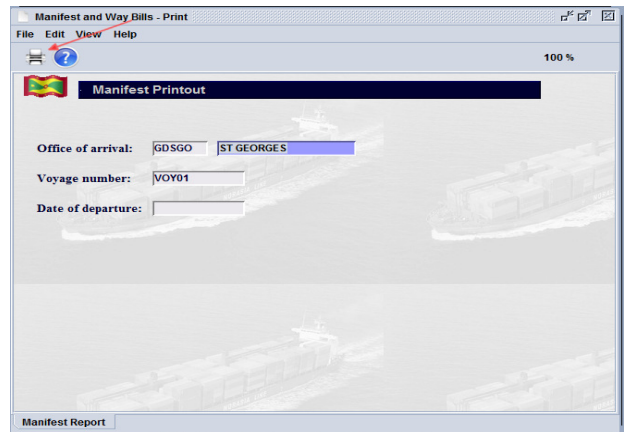 Manifest and Way Bills - Print
File Edit View Help
100 %
Manifest Printout
Office of arrival: GDSGO ST GEORGES
Voyage number: VOY01
Date of departure:
Manifest Report